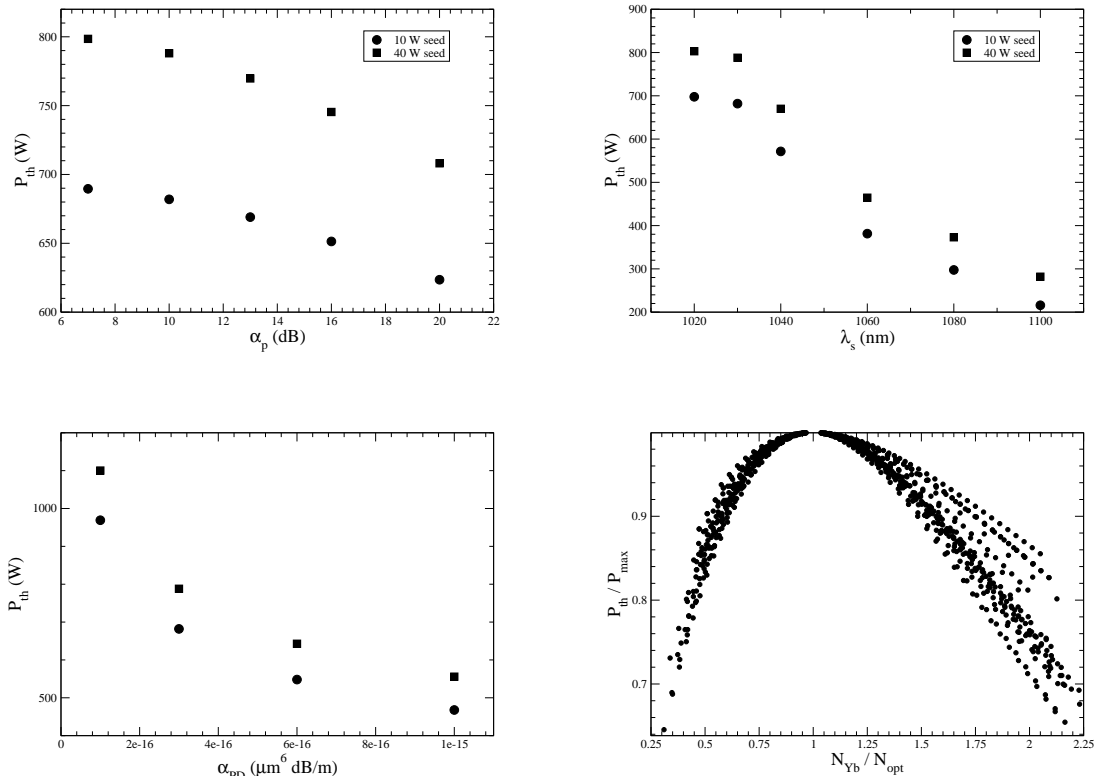 800
750
700
650
600
P_th (W)
10 W seed
40 W seed
6 8 10 12 14 16 18 20 22
α_p (dB)
900
800
700
600
500
400
300
200
P_th (W)
10 W seed
40 W seed
1020 1040 1060 1080 1100
λ_s (nm)
1000
500
P_th (W)
0 2e-16 4e-16 6e-16 8e-16 1e-15
α_PD (μm^6 dB/m)
0.9
0.8
0.7
P_th / P_max
0.25 0.5 0.75 1 1.25 1.5 1.75 2 2.25
N_Yb / N_opt